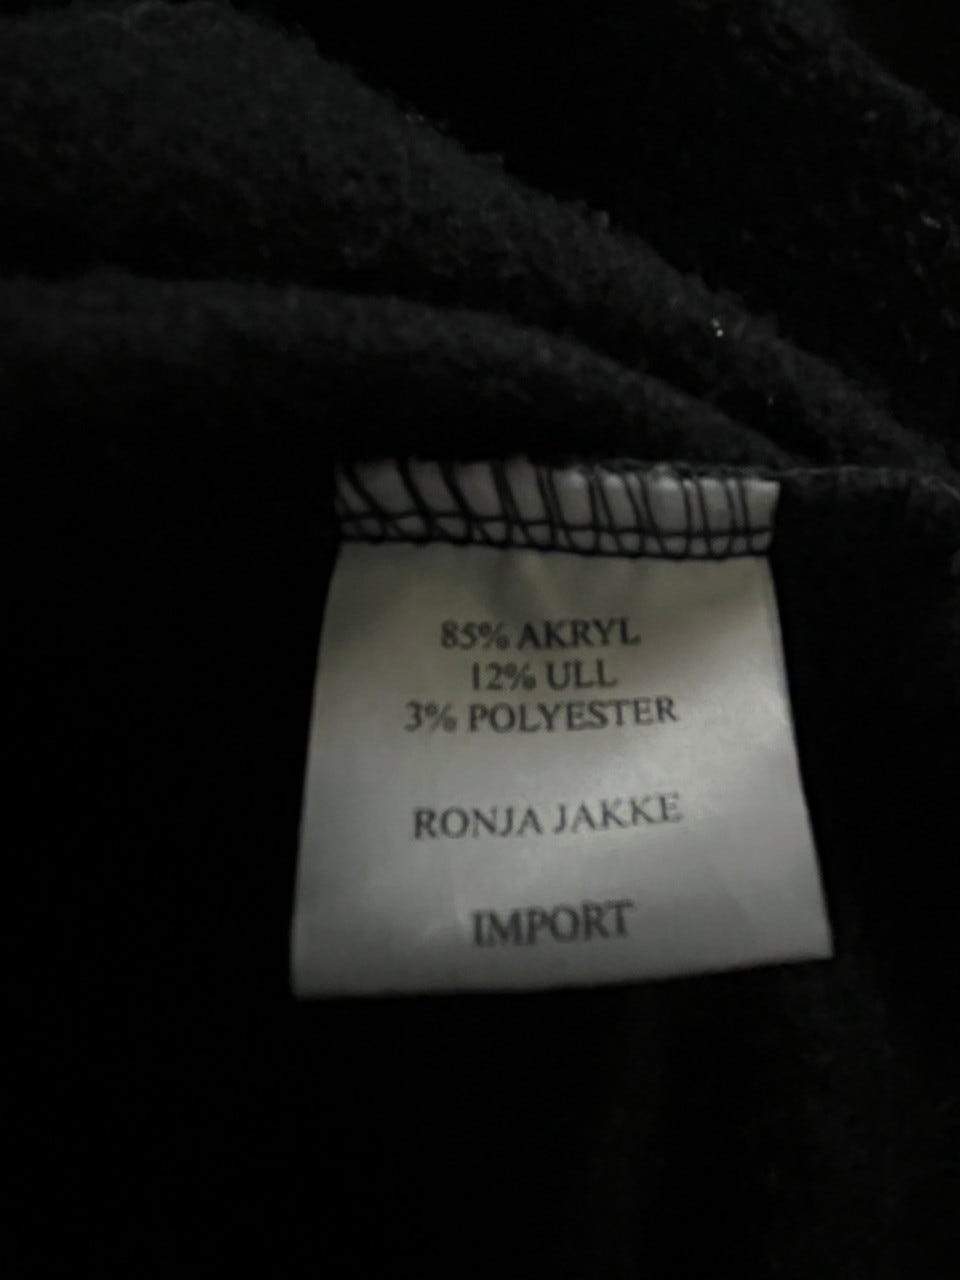 85% AKRYL
12% ULL
3% POLYESTER
RONJA JAKKE
IMPORT